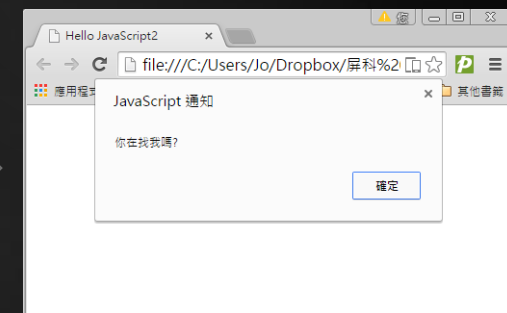 Hello JavaScript2
file:///C:/Users/Jo/Dropbox/屏科%2
應用程式
其他書籤
JavaScript 通知
你在找我嗎?
確定